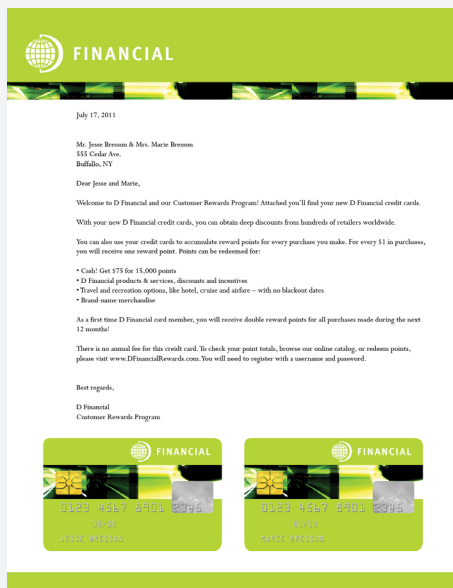 FINANCIAL
July 17, 2011
Mr. Jesse Bresson & Mrs. Marie Bresson
555 Cedar Ave.
Buffallo, NY
Dear Jesse and Marie,
Welcome to D Financial and our Customer Rewards Program! Attached you'll find your new D Financial credit cards.
With your new D Financial credit cards, you can obtain deep discounts from hundreds of retailers worldwide.
You can also use your credit cards to accumulate reward points for every purchase you make. For every $1 in purchases,
you will receive one reward point. Points can be redeemed for:
• Cash! Get $75 for 15,000 points
• D Financial products & services, discounts and incentives
• Travel and recreation options, like hotel, cruise and airfare – with no blackout dates
• Brand-name merchandise
As a first time D Financial card member, you will receive double reward points for all purchases made during the next
12 months!
There is no annual fee for this creidt card. To check your point totals, browse our online catalog, or redeem points,
please visit www.DFinancialRewards.com. You will need to register with a username and password.
Best regards,
D Financial
Customer Rewards Program
FINANCIAL
0123 4567 8901 2345
JESSE BRESSON
FINANCIAL
0123 4567 8901 2345
MARIE BRESSON